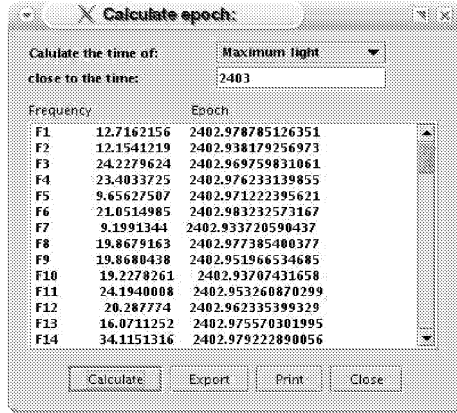 Calculate epoch:
Calulate the time of: Maximum light
close to the time: 2403
Frequency Epoch
F1 12.7162156 2402.978785126351
F2 12.1541219 2402.938179256973
F3 24.2279624 2402.969759831061
F4 23.4033725 2402.976233139855
F5 9.65627507 2402.971222395621
F6 21.0514985 2402.983232573167
F7 9.1991344 2402.933720590437
F8 19.8679163 2402.977385400377
F9 19.8680438 2402.951966534685
F10 19.2278261 2402.93707431658
F11 24.1940008 2402.953260870299
F12 20.287774 2402.962335399329
F13 16.0711252 2402.975570301995
F14 34.1151316 2402.979222890056
Calculate Export Print Close